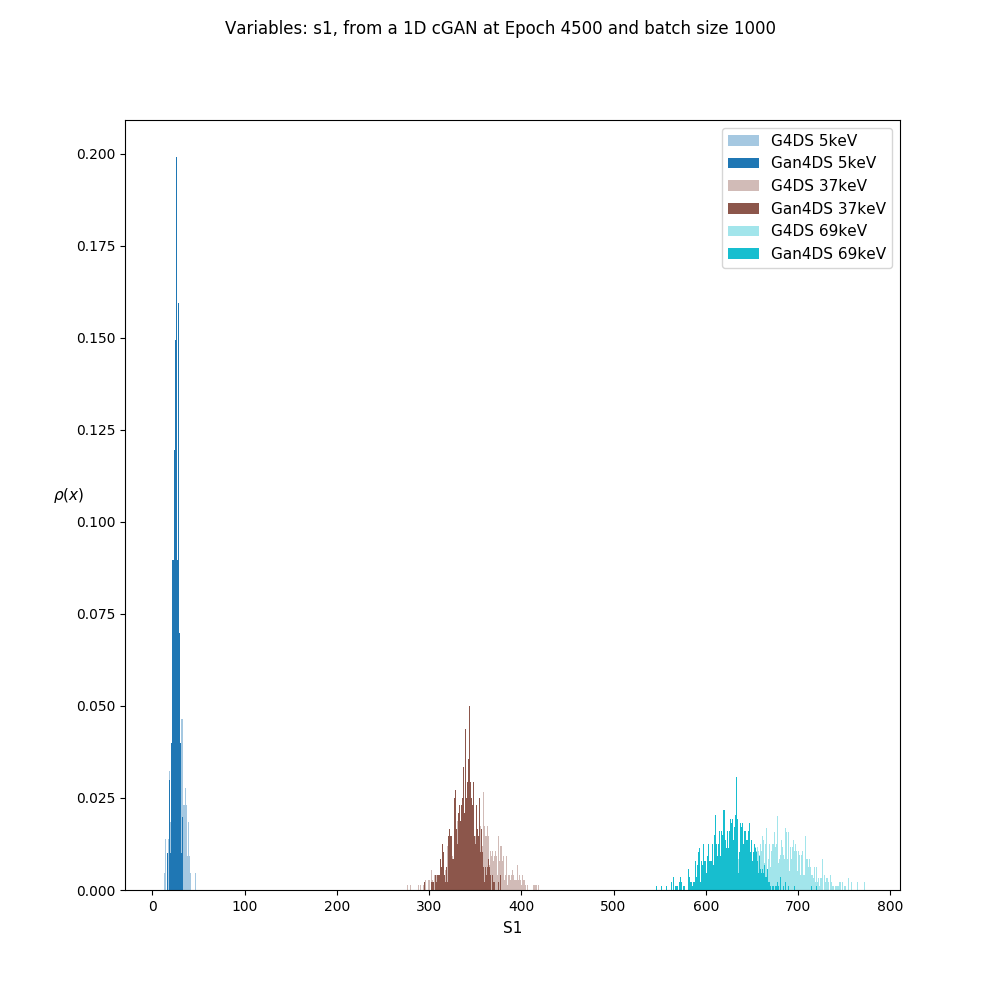 Variables: s1, from a 1D cGAN at Epoch 4500 and batch size 1000
G4DS 5keV
Gan4DS 5keV
G4DS 37keV
Gan4DS 37keV
G4DS 69keV
Gan4DS 69keV
0.200
0.175
0.150
0.125
ρ(x)
0.100
0.075
0.050
0.025
0.000
0 100 200 300 400 500 600 700 800
S1